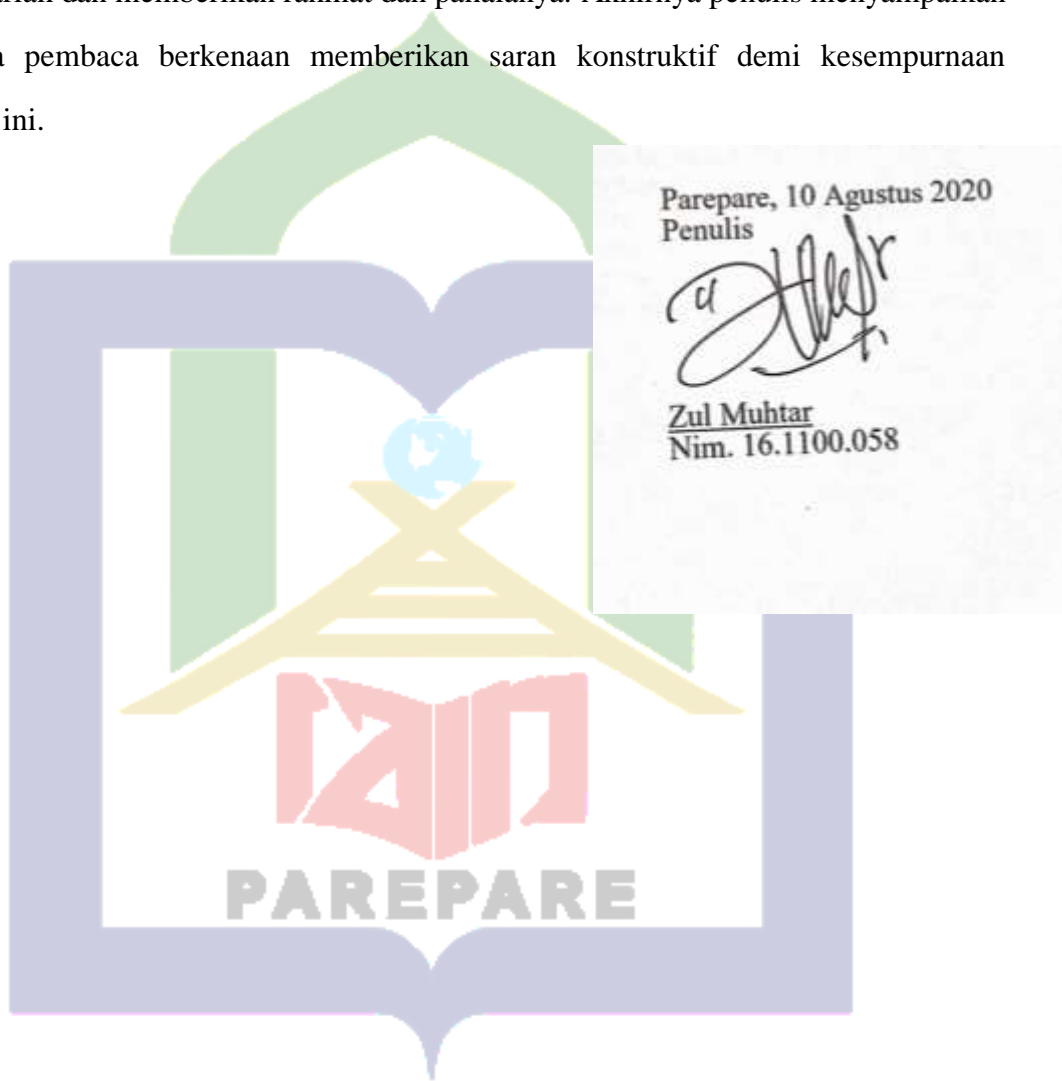 dan memberikan rahmat dan pahalanya. Akhirnya penulis menyampaikan
pembaca berkenaan memberikan saran konstruktif demi kesempurnaan
ini.
Parepare, 10 Agustus 2020
Penulis
Zul Muhtar
Nim. 16.1100.058
iain
PAREPARE